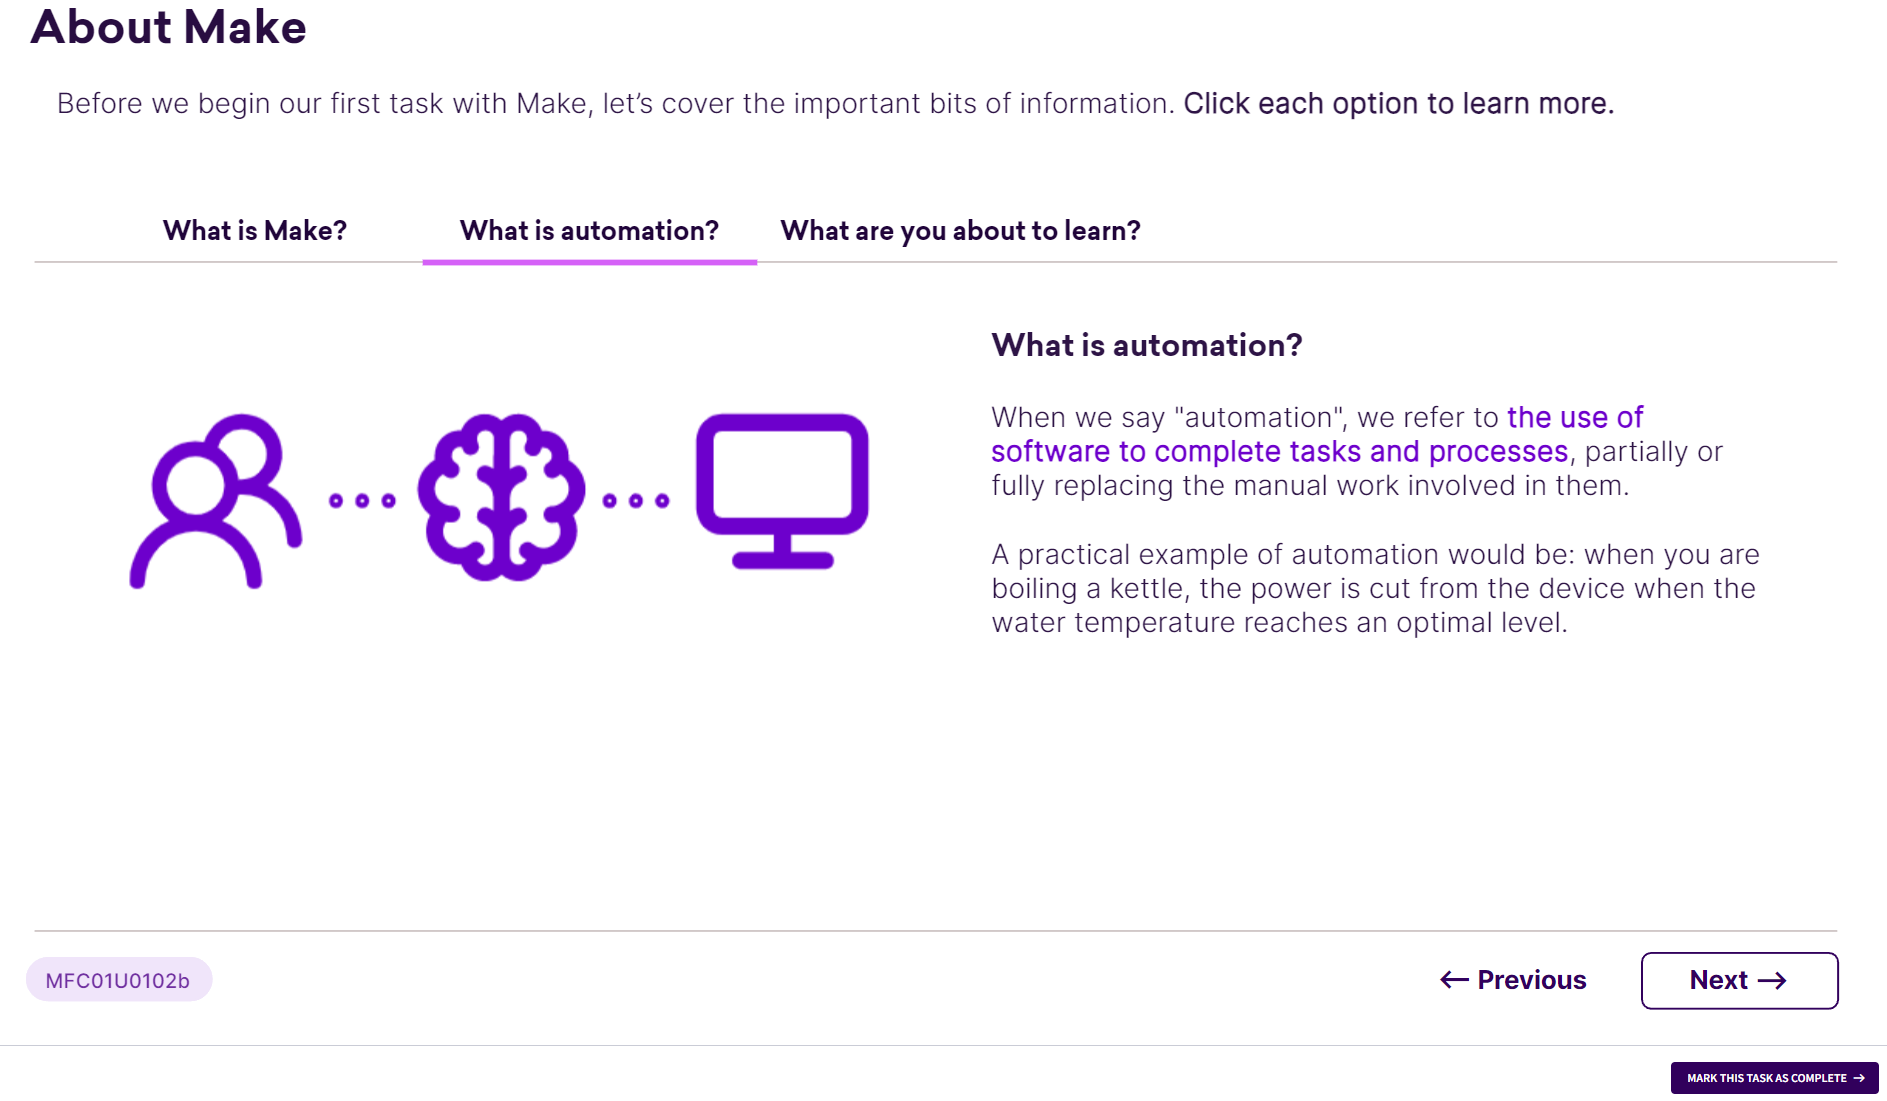 About Make
Before we begin our first task with Make, let’s cover the important bits of information. Click each option to learn more.
What is Make?
What is automation?
What are you about to learn?
What is automation?
When we say "automation", we refer to the use of
software to complete tasks and processes, partially or
fully replacing the manual work involved in them.
A practical example of automation would be: when you are
boiling a kettle, the power is cut from the device when the
water temperature reaches an optimal level.
MFC01U0102b
← Previous
Next →
MARK THIS TASK AS COMPLETE →